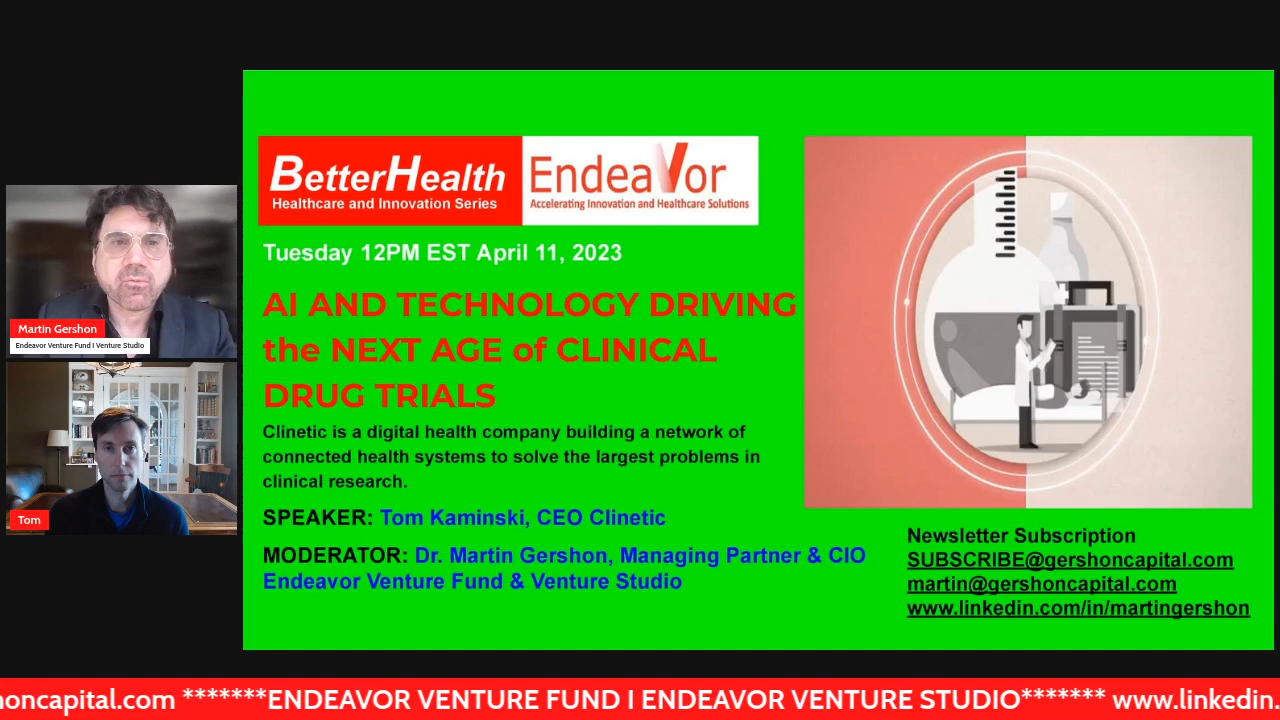 Martin Gershon
Endeavor Venture Fund I Venture Studio
Tom
BetterHealth
Healthcare and Innovation Series
EndeaVor
Accelerating Innovation and Healthcare Solutions
Tuesday 12PM EST April 11, 2023
AI AND TECHNOLOGY DRIVING
the NEXT AGE of CLINICAL
DRUG TRIALS
Clinetic is a digital health company building a network of
connected health systems to solve the largest problems in
clinical research.
SPEAKER: Tom Kaminski, CEO Clinetic
MODERATOR: Dr. Martin Gershon, Managing Partner & CIO
Endeavor Venture Fund & Venture Studio
Newsletter Subscription
SUBSCRIBE@gershoncapital.com
martin@gershoncapital.com
www.linkedin.com/in/martingershon
honcapital.com *******ENDEAVOR VENTURE FUND I ENDEAVOR VENTURE STUDIO******* www.linkedin.